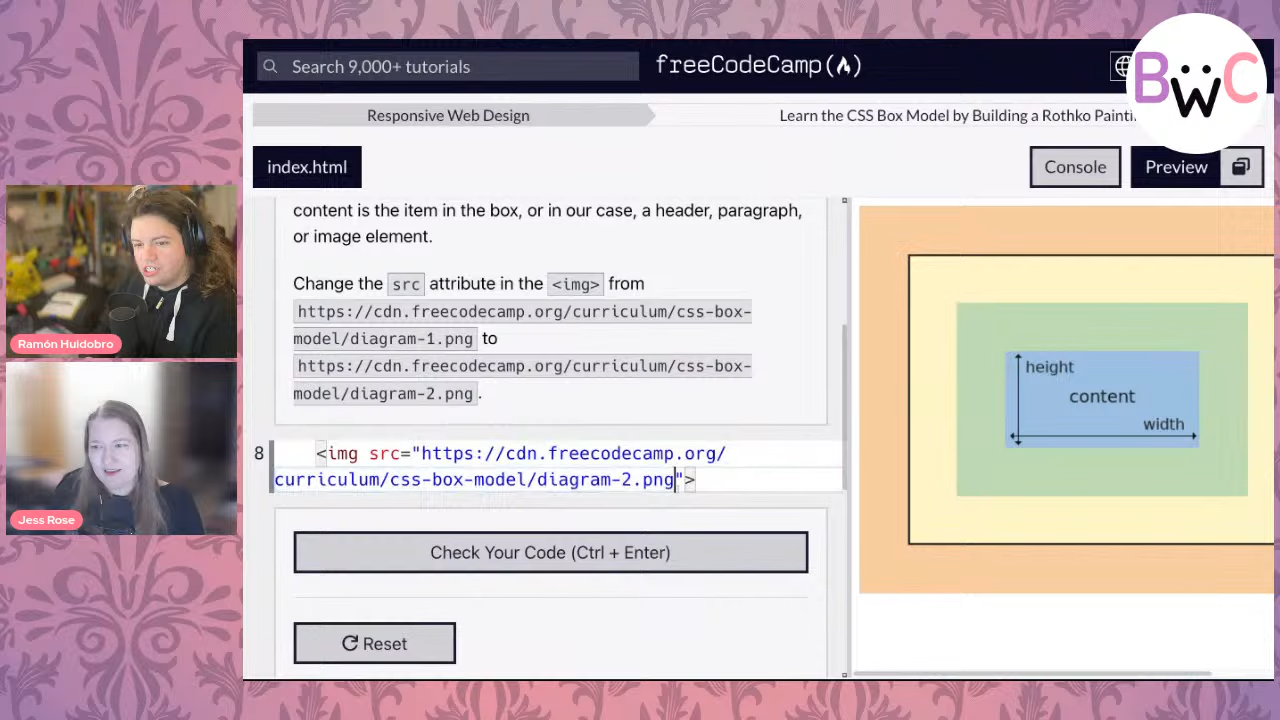 Search 9,000+ tutorials
freeCodeCamp
BWC
Responsive Web Design
Learn the CSS Box Model by Building a Rothko Painti
index.html
Console
Preview
content is the item in the box, or in our case, a header, paragraph,
or image element.
Change the src attribute in the <img> from
https://cdn.freecodecamp.org/curriculum/css-box-
model/diagram-1.png to
https://cdn.freecodecamp.org/curriculum/css-box-
model/diagram-2.png.
8 <img src="https://cdn.freecodecamp.org/
curriculum/css-box-model/diagram-2.png">
Check Your Code (Ctrl + Enter)
Reset
height
content
width
Ramón Huidobro
Jess Rose